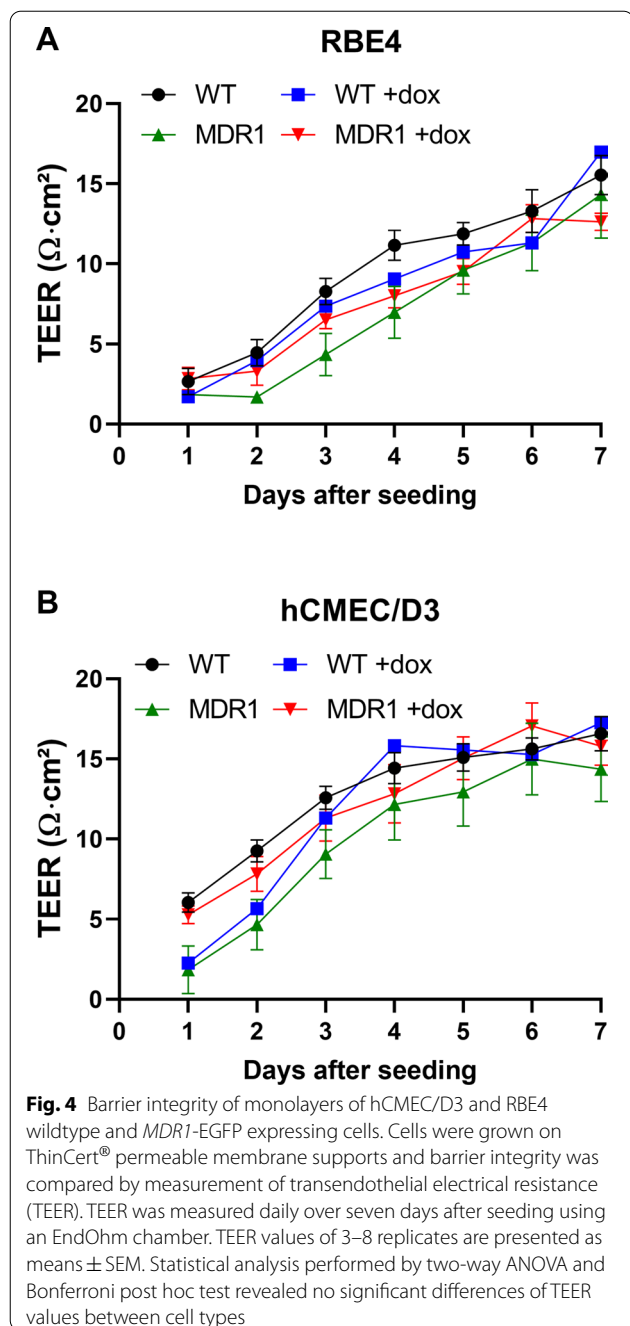 A
RBE4
WT
WT +dox
MDR1
MDR1 +dox
20
15
10
5
0
TEER (Ω·cm²)
0 1 2 3 4 5 6 7
Days after seeding
B
hCMEC/D3
WT
WT +dox
MDR1
MDR1 +dox
20
15
10
5
0
TEER (Ω·cm²)
0 1 2 3 4 5 6 7
Days after seeding
Fig. 4 Barrier integrity of monolayers of hCMEC/D3 and RBE4
wildtype and MDR1-EGFP expressing cells. Cells were grown on
ThinCert® permeable membrane supports and barrier integrity was
compared by measurement of transendothelial electrical resistance
(TEER). TEER was measured daily over seven days after seeding using
an EndOhm chamber. TEER values of 3–8 replicates are presented as
means ± SEM. Statistical analysis performed by two-way ANOVA and
Bonferroni post hoc test revealed no significant differences of TEER
values between cell types